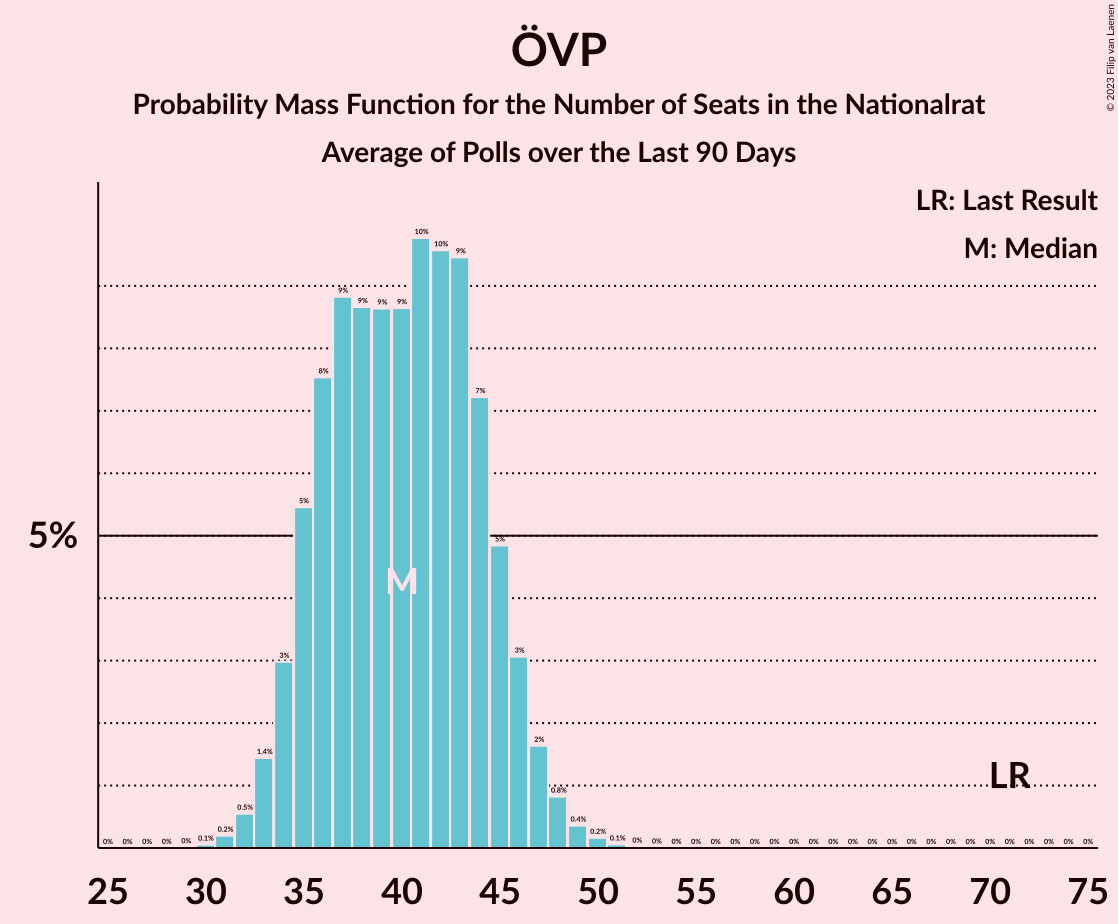 ÖVP
Probability Mass Function for the Number of Seats in the Nationalrat
Average of Polls over the Last 90 Days
© 2023 Filip van Laenen
LR: Last Result
M: Median
5%
0% 0% 0% 0% 0% 0.1% 0.2% 0.5% 1.4% 3% 5% 8% 9% 9% 9% 9% 10% 10% 9% 7% 5% 3% 2% 0.8% 0.4% 0.2% 0.1% 0% 0% 0% 0% 0% 0% 0% 0% 0% 0% 0% 0% 0% 0% 0% 0% 0% 0% 0% 0% 0% 0% 0% 0%
M
LR
25 30 35 40 45 50 55 60 65 70 75